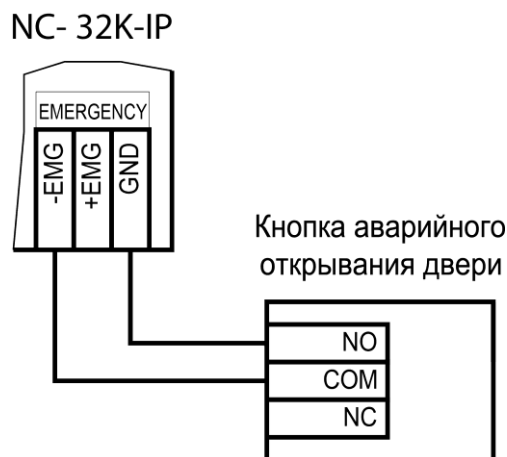 NC- 32K-IP
EMERGENCY
-EMG
+EMG
GND
Кнопка аварийного
открывания двери
NO
COM
NC